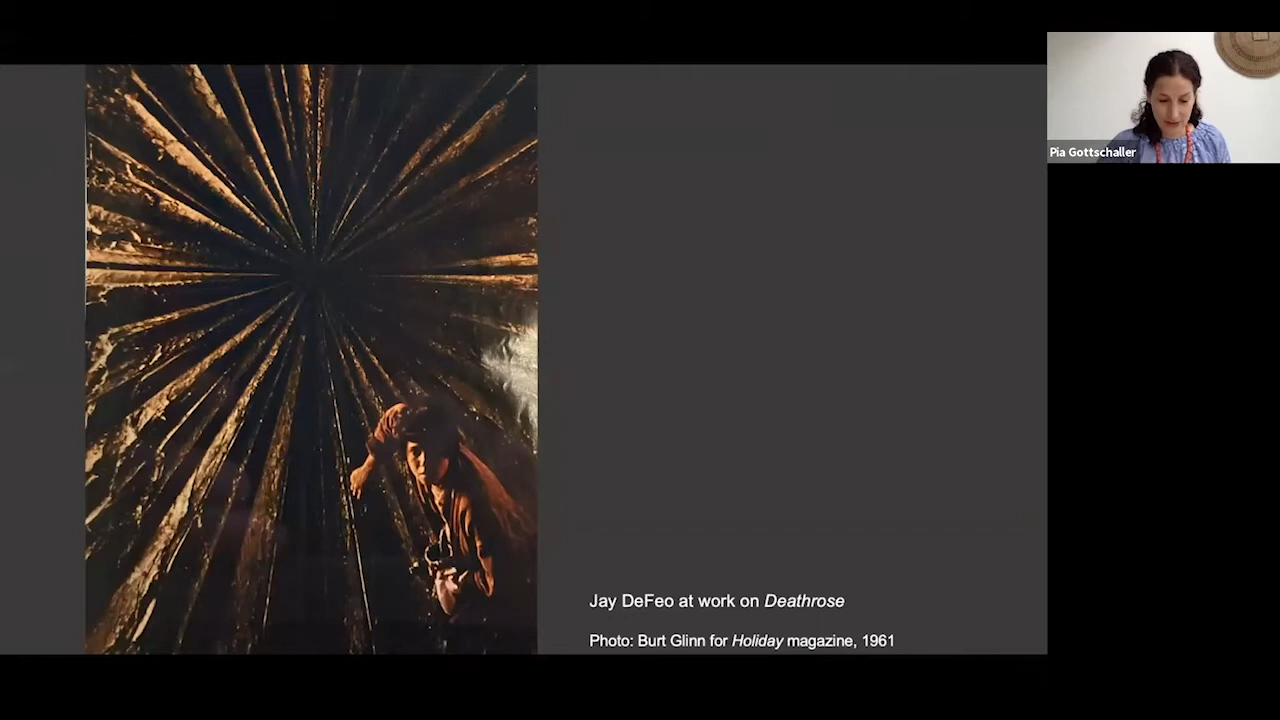 Pia Gottschaller
Jay DeFeo at work on Deathrose
Photo: Burt Glinn for Holiday magazine, 1961